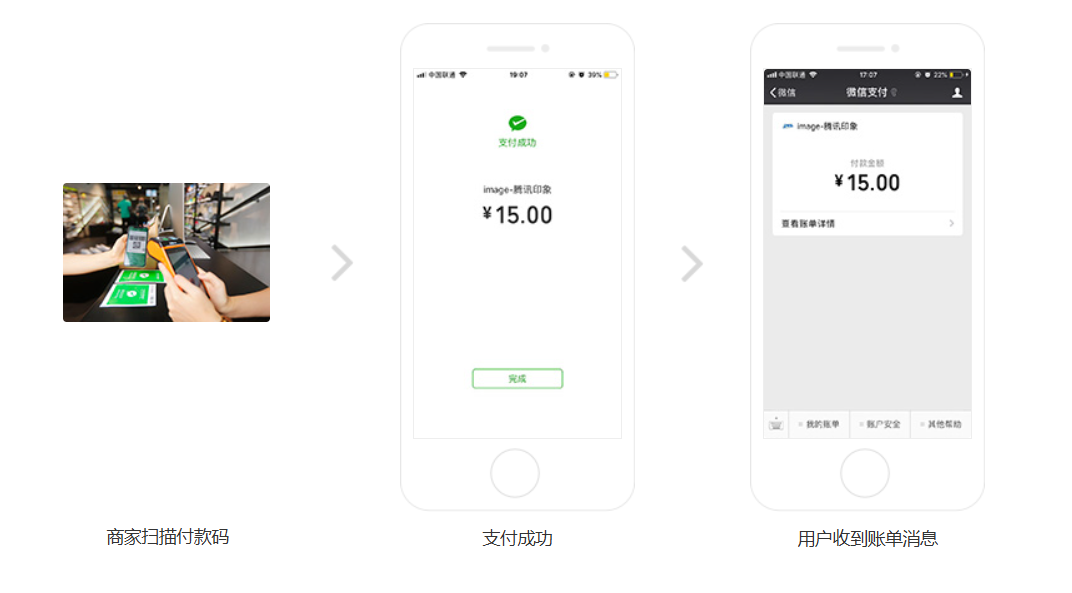 中国联通
19:07
39%
支付成功
image-腾讯印象
¥15.00
完成
中国联通
17:07
22%
微信
微信支付
image-腾讯印象
付款金额
¥15.00
查看账单详情
我的账单
账户安全
其他帮助
商家扫描付款码
支付成功
用户收到账单消息